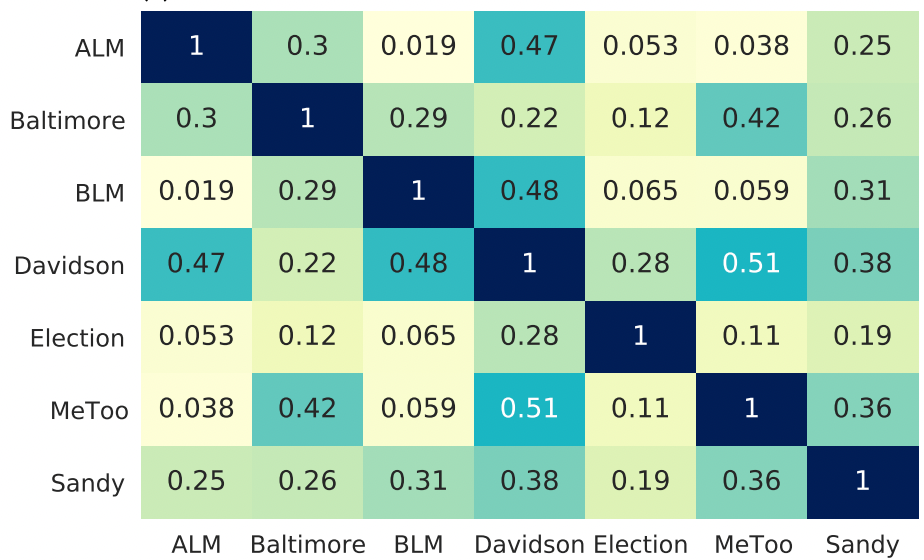 ALM 1 0.3 0.019 0.47 0.053 0.038 0.25
Baltimore 0.3 1 0.29 0.22 0.12 0.42 0.26
BLM 0.019 0.29 1 0.48 0.065 0.059 0.31
Davidson 0.47 0.22 0.48 1 0.28 0.51 0.38
Election 0.053 0.12 0.065 0.28 1 0.11 0.19
MeToo 0.038 0.42 0.059 0.51 0.11 1 0.36
Sandy 0.25 0.26 0.31 0.38 0.19 0.36 1
ALM Baltimore BLM Davidson Election MeToo Sandy